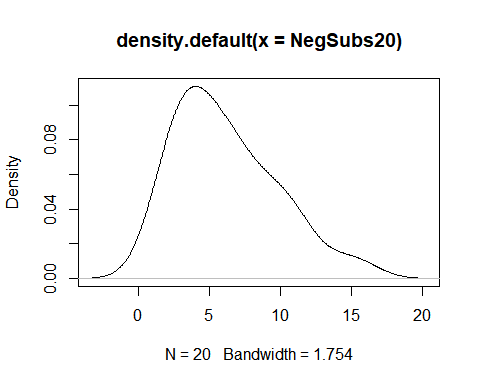 density.default(x = NegSubs20)
Density
0.00
0.04
0.08
0
5
10
15
20
N = 20 Bandwidth = 1.754